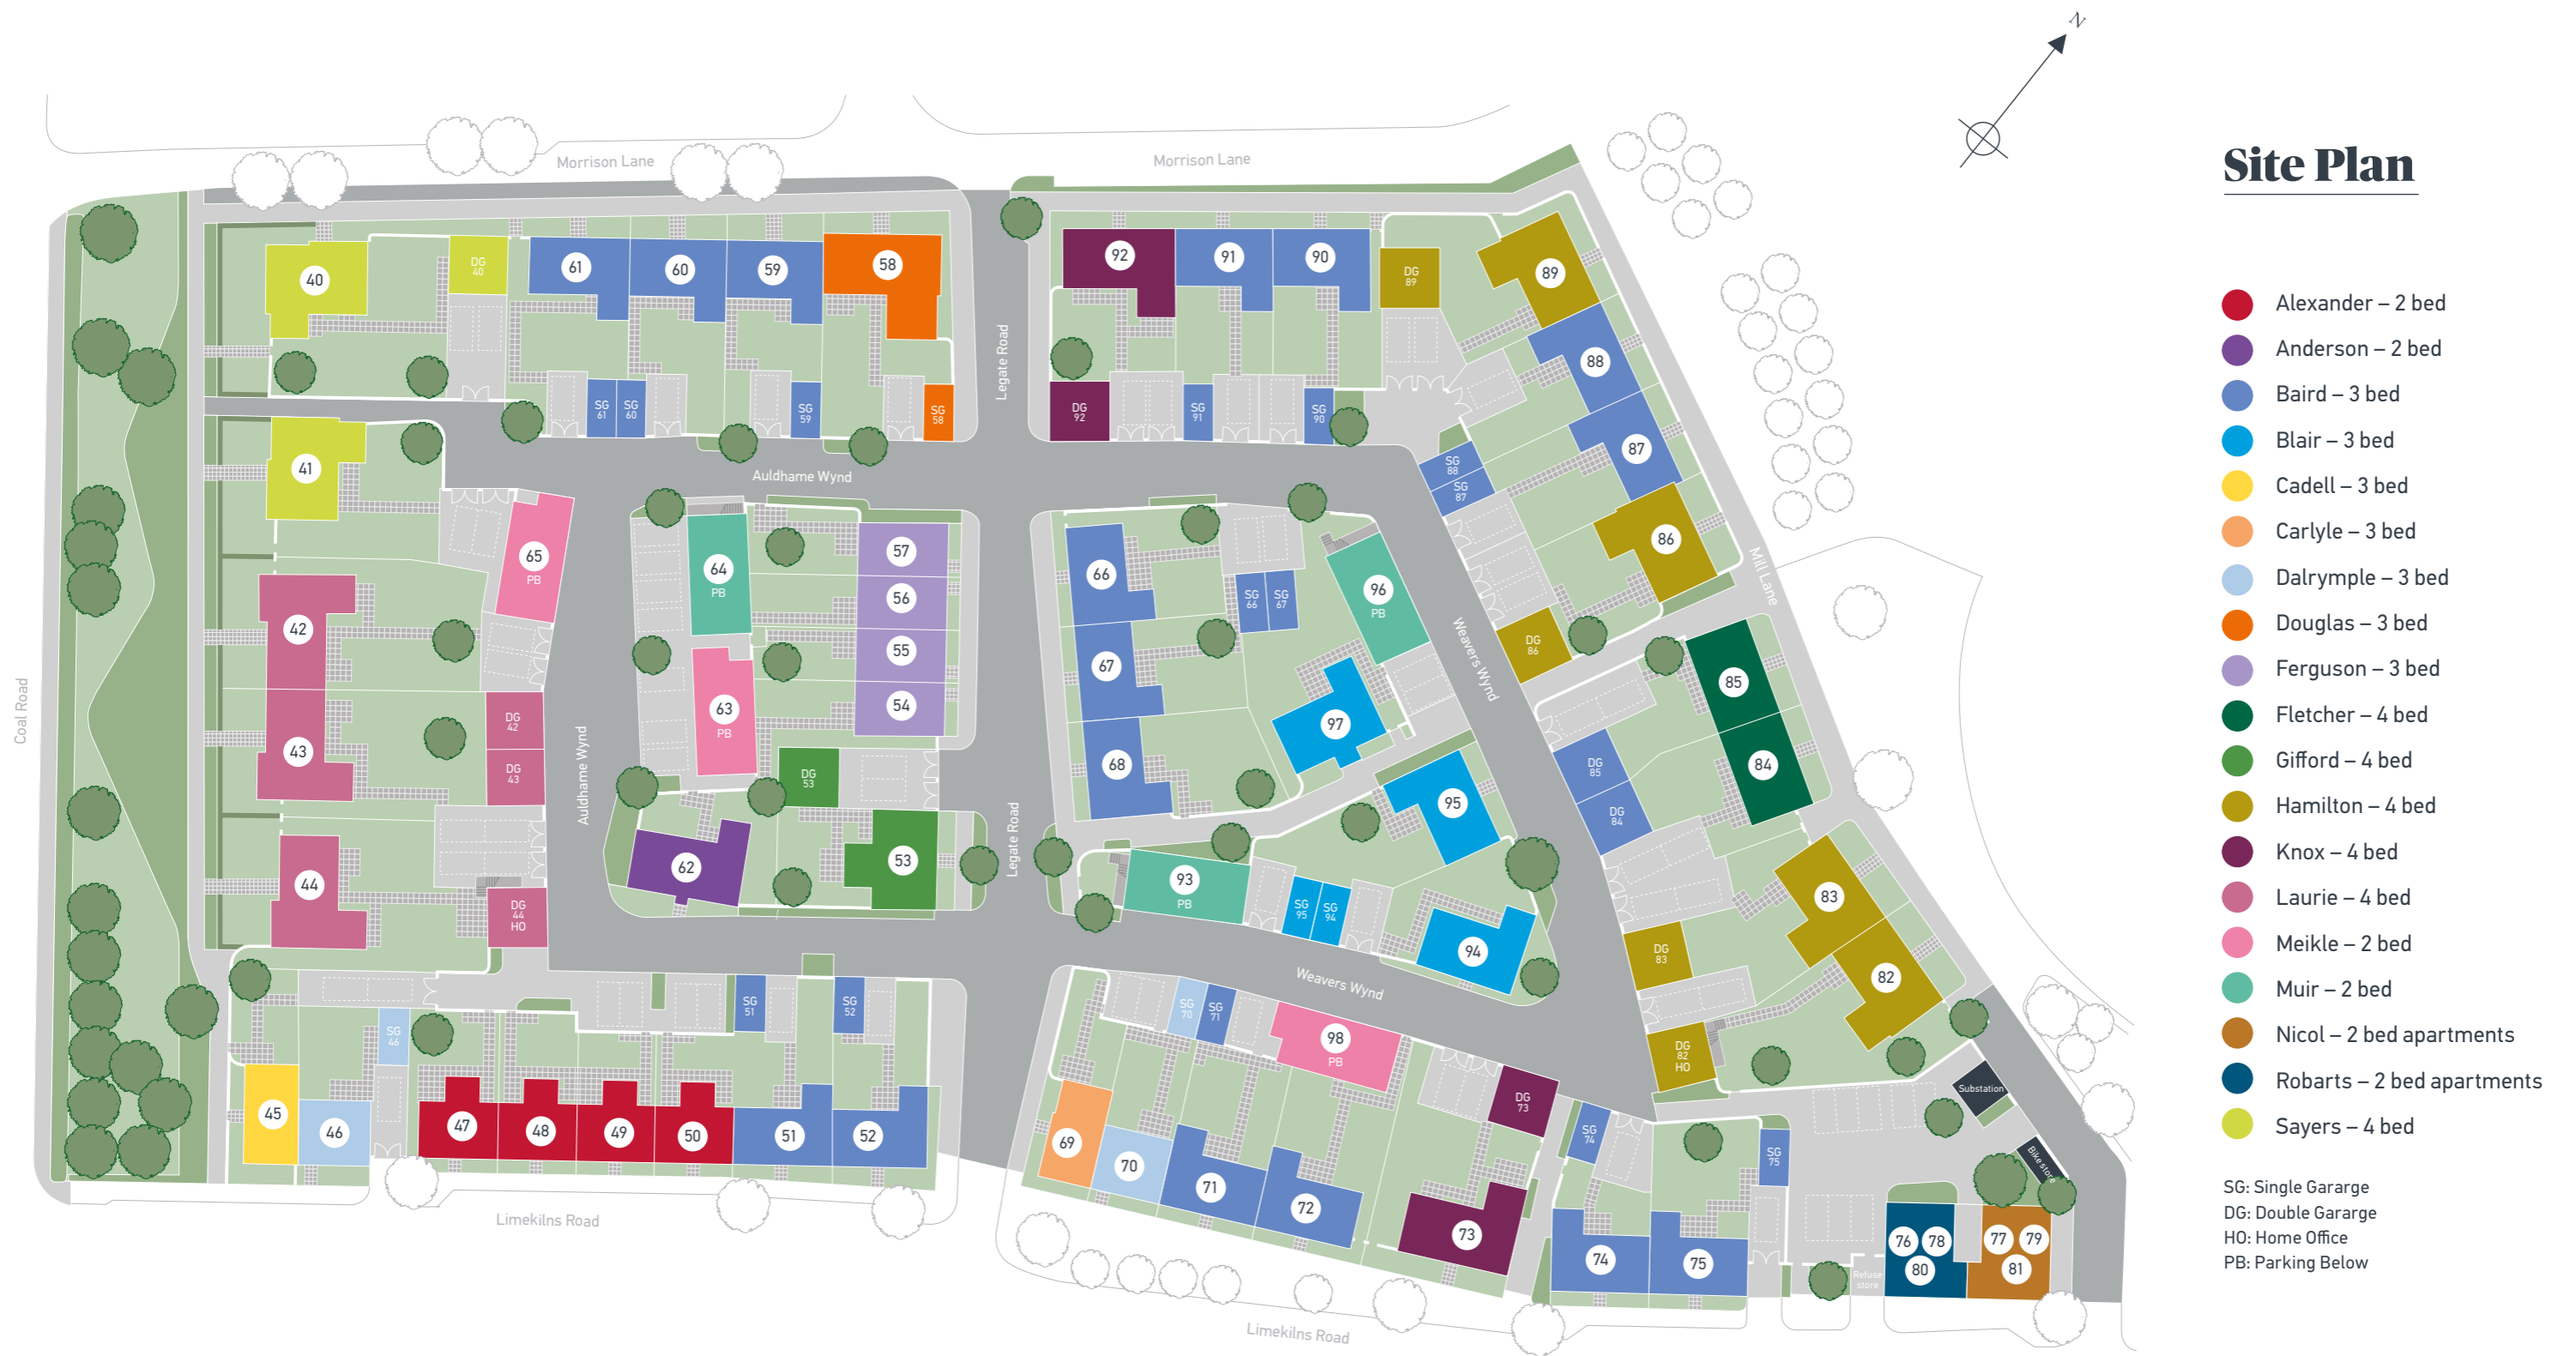 N
Site Plan
Alexander – 2 bed
Anderson – 2 bed
Baird – 3 bed
Blair – 3 bed
Cadell – 3 bed
Carlyle – 3 bed
Dalrymple – 3 bed
Douglas – 3 bed
Ferguson – 3 bed
Fletcher – 4 bed
Gifford – 4 bed
Hamilton – 4 bed
Knox – 4 bed
Laurie – 4 bed
Meikle – 2 bed
Muir – 2 bed
Nicol – 2 bed apartments
Robarts – 2 bed apartments
Sayers – 4 bed
SG: Single Gararge
DG: Double Gararge
HO: Home Office
PB: Parking Below
Morrison Lane
Morrison Lane
Coal Road
Legate Road
Legate Road
Auldhame Wynd
Auldhame Wynd
Weavers Wynd
Weavers Wynd
Mill Lane
Limekilns Road
Limekilns Road
Substation
Bike store
Refuse
store
40
DG
40
61
60
59
58
SG
61
SG
60
SG
59
SG
58
92
91
90
DG
89
89
DG
92
SG
91
SG
90
88
87
SG
88
SG
87
86
DG
86
41
65
PB
42
43
DG
42
DG
43
44
DG
44
HO
64
PB
63
PB
57
56
55
54
DG
53
53
62
66
67
68
SG
66
SG
67
96
PB
97
95
93
PB
SG
95
SG
94
94
85
84
DG
85
DG
84
83
82
DG
83
DG
82
HO
45
46
SG
46
47
48
49
50
51
52
SG
51
SG
52
69
70
71
72
73
SG
70
SG
71
98
PB
DG
73
SG
74
SG
75
74
75
76
78
80
77
79
81